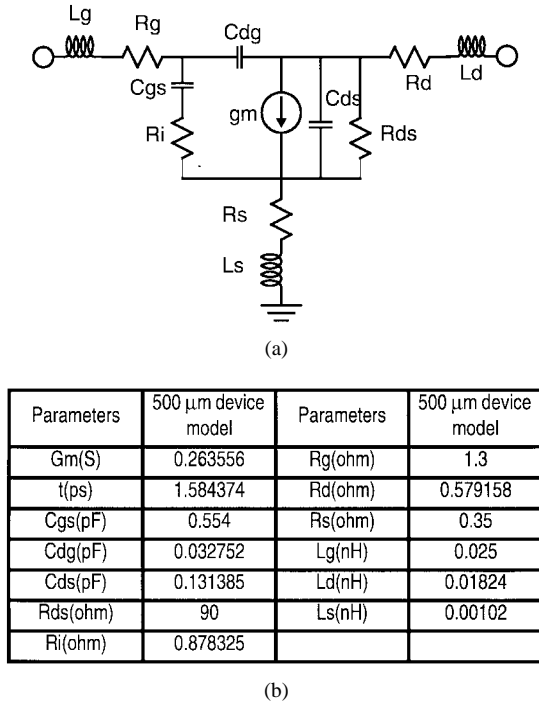 Lg
Rg
Cdg
Cgs
Ri
gm
Cds
Rds
Rd
Ld
Rs
Ls
(a)
Parameters 500 μm device model Parameters 500 μm device model
Gm(S) 0.263556 Rg(ohm) 1.3
t(ps) 1.584374 Rd(ohm) 0.579158
Cgs(pF) 0.554 Rs(ohm) 0.35
Cdg(pF) 0.032752 Lg(nH) 0.025
Cds(pF) 0.131385 Ld(nH) 0.01824
Rds(ohm) 90 Ls(nH) 0.00102
Ri(ohm) 0.878325
(b)